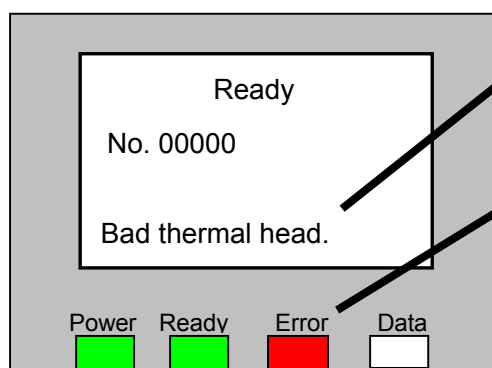 Ready
No. 00000
Bad thermal head.
Power Ready Error Data